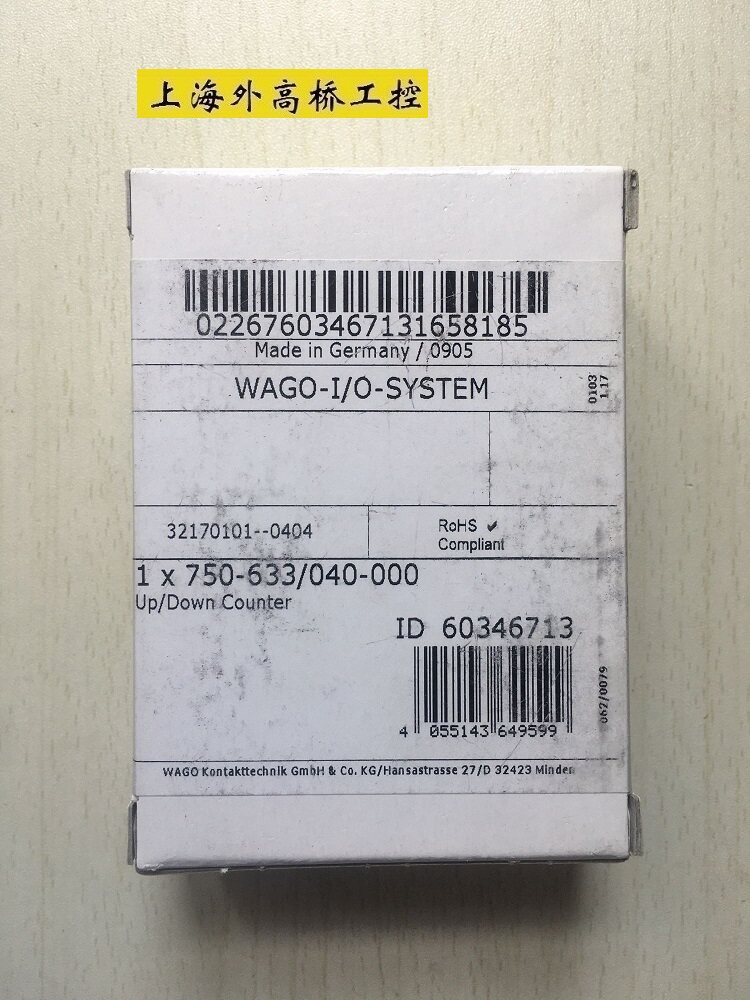 上海外高桥工控
02267603467131658185
Made in Germany / 0905
WAGO-I/O-SYSTEM
0103
1.17
32170101--0404
RoHS ✔
Compliant
1 x 750-633/040-000
Up/Down Counter
ID 60346713
062/0079
4 055143 649599
WAGO Kontakttechnik GmbH & Co. KG/Hansastrasse 27/D 32423 Minden